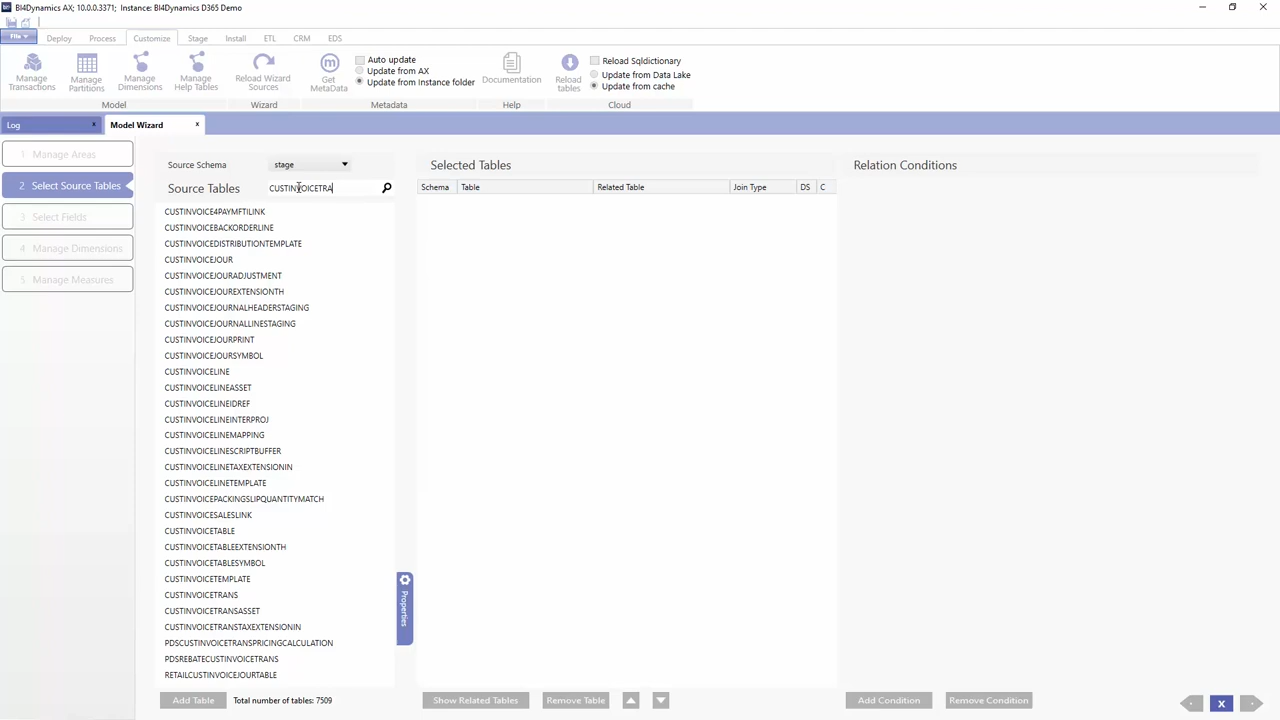 BI4Dynamics AX; 10.0.0.3371; Instance: BI4Dynamics D365 Demo
File
Deploy
Process
Customize
Stage
Install
ETL
CRM
EDS
Manage Transactions
Manage Partitions
Manage Dimensions
Manage Help Tables
Model
Reload Wizard Sources
Wizard
Get MetaData
Auto update
Update from AX
Update from Instance folder
Metadata
Documentation
Help
Reload tables
Reload Sqldictionary
Update from Data Lake
Update from cache
Cloud
Log x
Model Wizard x
1 Manage Areas
2 Select Source Tables
3 Select Fields
4 Manage Dimensions
5 Manage Measures
Source Schema stage
Source Tables CUSTINVOICETRA
CUSTINVOICE4PAYMFTILINK
CUSTINVOICEBACKORDERLINE
CUSTINVOICEDISTRIBUTIONTEMPLATE
CUSTINVOICEJOUR
CUSTINVOICEJOURADJUSTMENT
CUSTINVOICEJOUREXTENSIONTH
CUSTINVOICEJOURNALHEADERSTAGING
CUSTINVOICEJOURNALLINESTAGING
CUSTINVOICEJOURPRINT
CUSTINVOICEJOURSYMBOL
CUSTINVOICELINE
CUSTINVOICELINEASSET
CUSTINVOICELINEIDREF
CUSTINVOICELINEINTERPROJ
CUSTINVOICELINEMAPPING
CUSTINVOICELINESCRIPTBUFFER
CUSTINVOICELINETAXEXTENSIONIN
CUSTINVOICELINETEMPLATE
CUSTINVOICEPACKINGSLIPQUANTITYMATCH
CUSTINVOICESALESLINK
CUSTINVOICETABLE
CUSTINVOICETABLEEXTENSIONTH
CUSTINVOICETABLESYMBOL
CUSTINVOICETEMPLATE
CUSTINVOICETRANS
CUSTINVOICETRANSASSET
CUSTINVOICETRANSTAXEXTENSIONIN
PDSCUSTINVOICETRANSPRICINGCALCULATION
PDSREBATECUSTINVOICETRANS
RETAILCUSTINVOICEJOURTABLE
Add Table
Total number of tables: 7509
Properties
Selected Tables
Schema Table Related Table Join Type DS C
Show Related Tables
Remove Table
Relation Conditions
Add Condition
Remove Condition
X